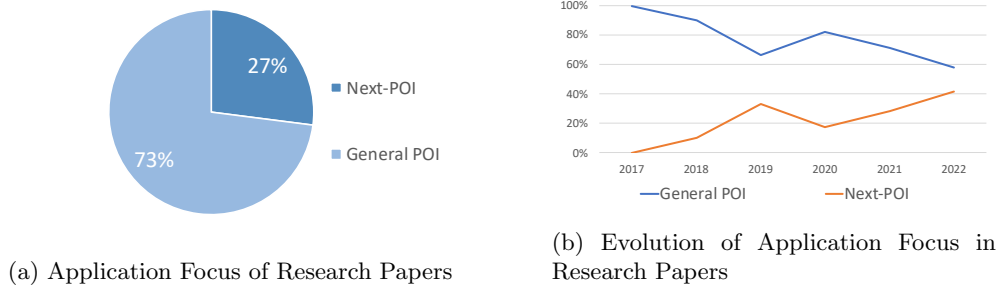 27%
73%
Next-POI
General POI
(a) Application Focus of Research Papers
100%
80%
60%
40%
20%
0%
2017 2018 2019 2020 2021 2022
General POI Next-POI
(b) Evolution of Application Focus in
Research Papers